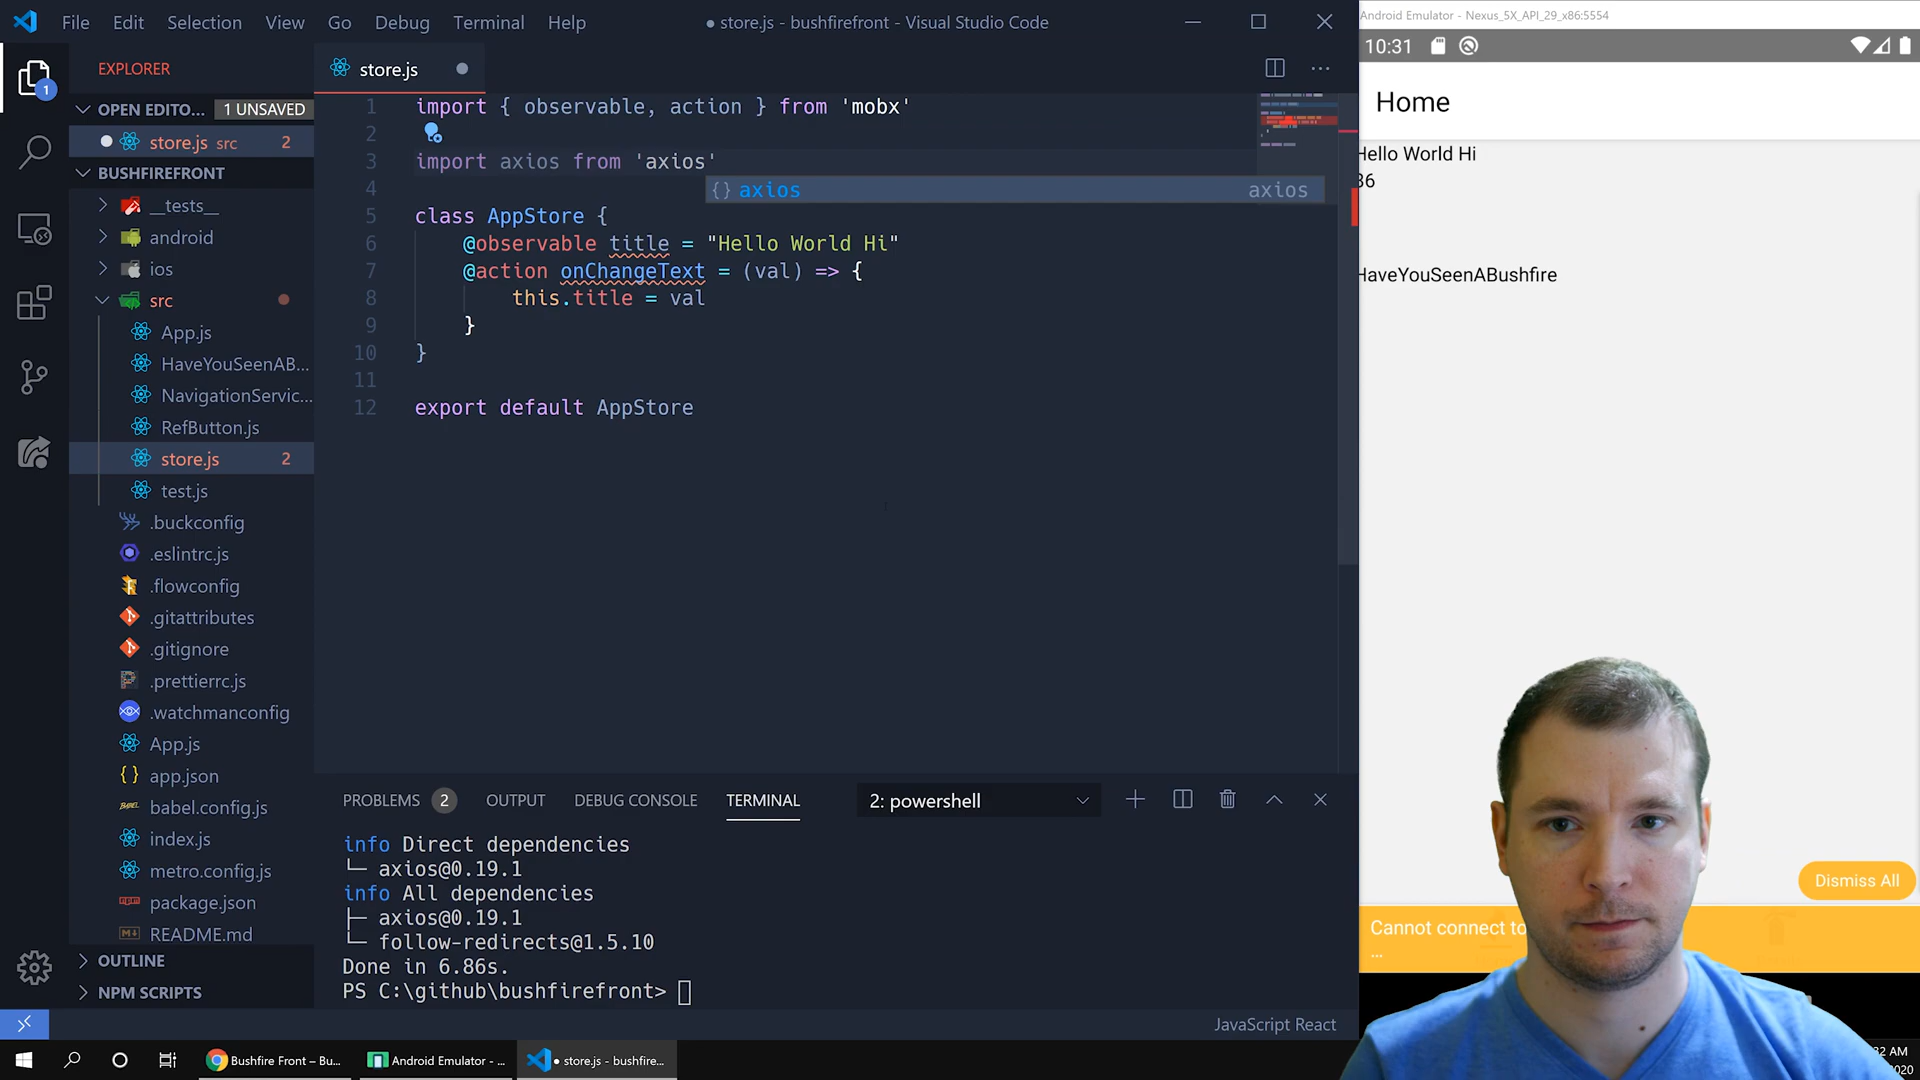 File Edit Selection View Go Debug Terminal Help
● store.js - bushfirefront - Visual Studio Code
EXPLORER
OPEN EDITO... 1 UNSAVED
store.js src 2
BUSHFIREFRONT
__tests__
android
ios
src
App.js
HaveYouSeenAB...
NavigationServic...
RefButton.js
store.js 2
test.js
.buckconfig
.eslintrc.js
.flowconfig
.gitattributes
.gitignore
.prettierrc.js
.watchmanconfig
App.js
app.json
babel.config.js
index.js
metro.config.js
package.json
README.md
OUTLINE
NPM SCRIPTS
1
store.js
1 import { observable, action } from 'mobx'
2
3 import axios from 'axios'
4
{} axios axios
5 class AppStore {
6 @observable title = "Hello World Hi"
7 @action onChangeText = (val) => {
8 this.title = val
9 }
10 }
11
12 export default AppStore
PROBLEMS 2 OUTPUT DEBUG CONSOLE TERMINAL 2: powershell
info Direct dependencies
└─ axios@0.19.1
info All dependencies
├─ axios@0.19.1
└─ follow-redirects@1.5.10
Done in 6.86s.
PS C:\github\bushfirefront>
JavaScript React
Android Emulator - Nexus_5X_API_29_x86:5554
10:31
Home
Hello World Hi
36
HaveYouSeenABushfire
Dismiss All
Cannot connect to
...
Bushfire Front – Bu...
Android Emulator - ...
● store.js - bushfire...
32 AM
2020